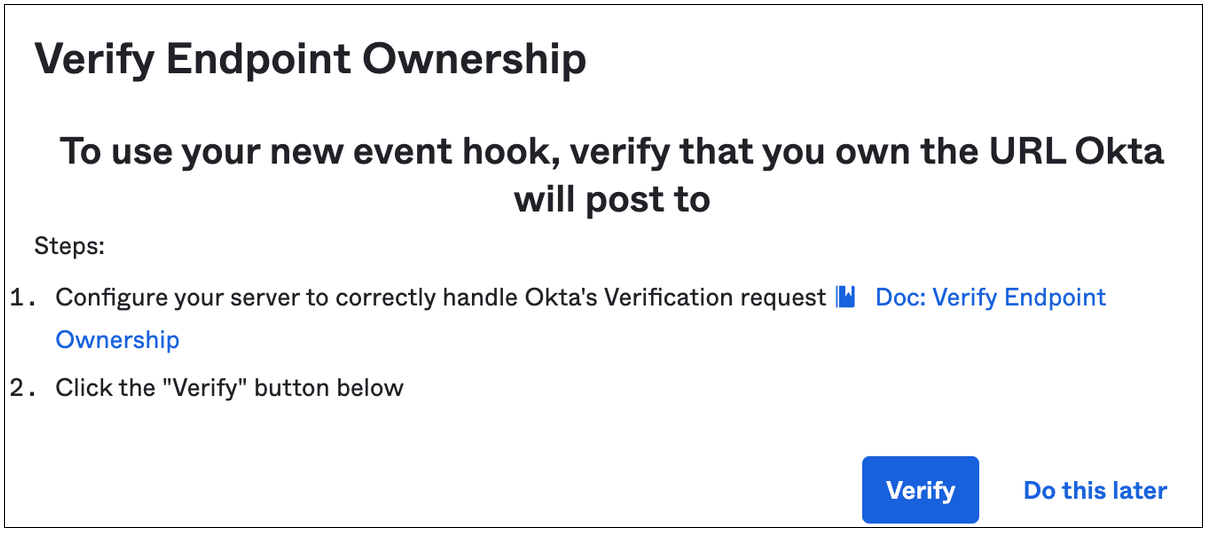 Verify Endpoint Ownership
To use your new event hook, verify that you own the URL Okta
will post to
Steps:
1. Configure your server to correctly handle Okta's Verification request Doc: Verify Endpoint
Ownership
2. Click the "Verify" button below
Verify Do this later